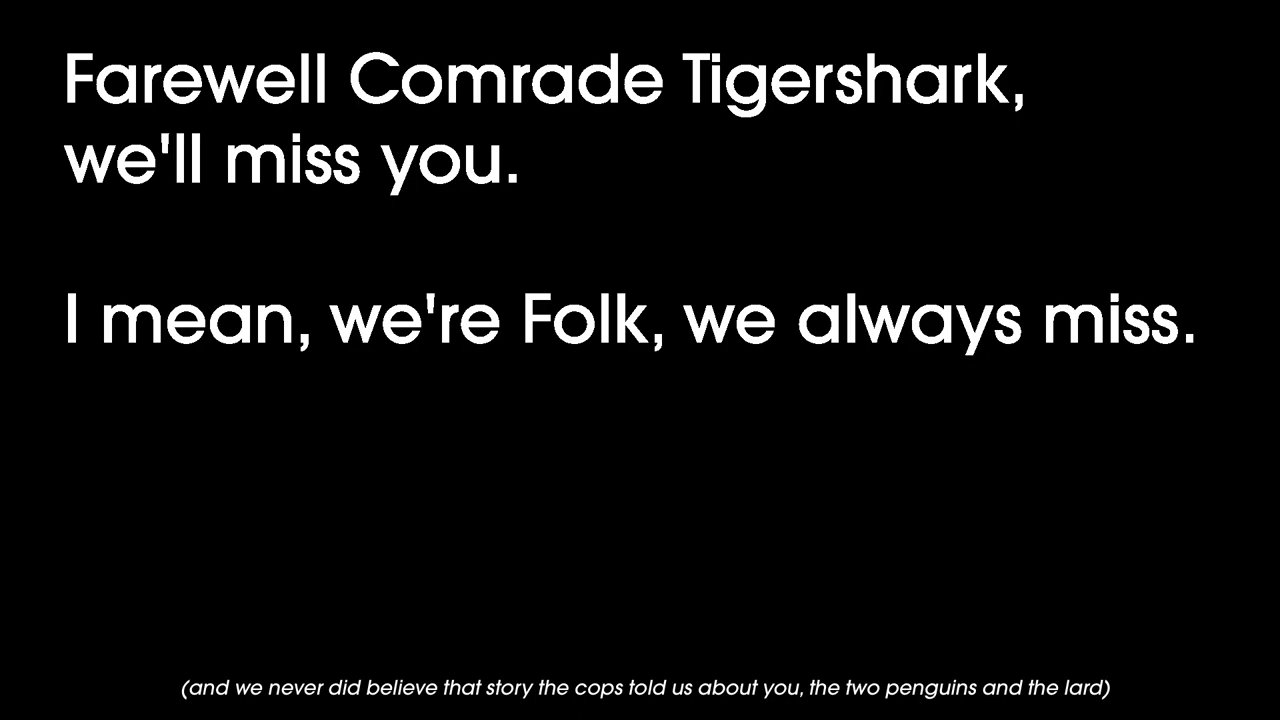 Farewell Comrade Tigershark,
we'll miss you.
I mean, we're Folk, we always miss.
(and we never did believe that story the cops told us about you, the two penguins and the lard)